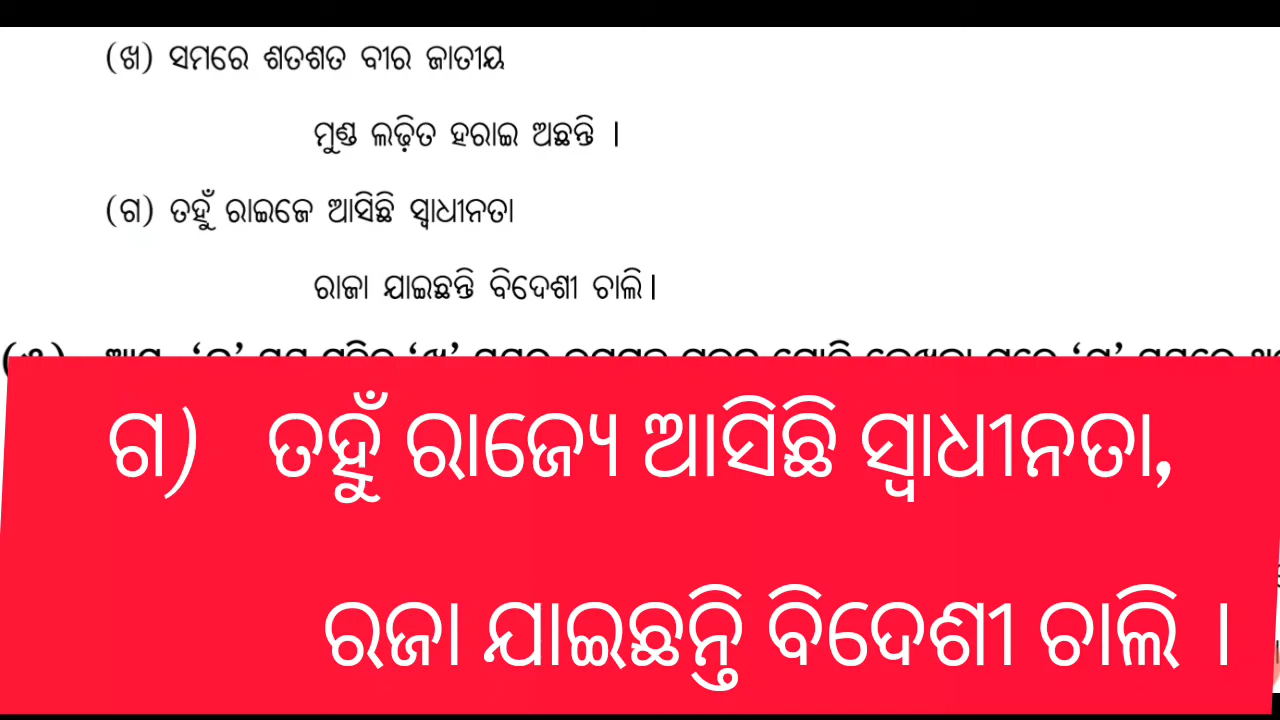 (ଖ) ସମରେ ଶତଶତ ବୀର ଜାତୀୟ
ମୁଣ୍ଡ ଲଢ଼ିତ ହରାଇ ଅଛନ୍ତି ।
(ଗ) ତହୁଁ ରାଇଜେ ଆସିଛି ସ୍ୱାଧୀନତା
ରାଜା ଯାଇଛନ୍ତି ବିଦେଶୀ ଚାଲି ।
ଗ) ତହୁଁ ରାଜ୍ୟେ ଆସିଛି ସ୍ୱାଧୀନତା,
ରଜା ଯାଇଛନ୍ତି ବିଦେଶୀ ଚାଲି ।